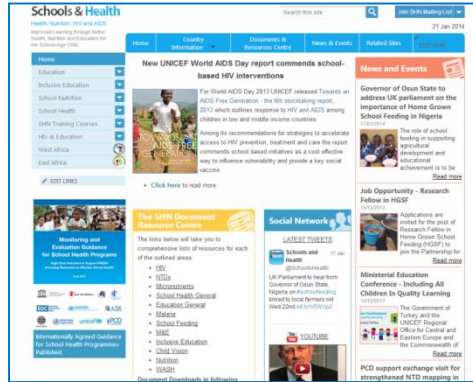 Schools & Health
Health, Nutrition, HIV and AIDS
Improved Learning through better
Health, Nutrition and Education for
the School-Age Child
Search this site
Join SHN Mailing List
21 Jan 2014
Home
Country
Information
Documents &
Resources Centre
News & Events
Related Sites
EDIT LINKS
Home
Education
Inclusive Education
School Nutrition
School Health
SHN Training Courses
HIV & Education
West Africa
East Africa
EDIT LINKS
Monitoring and
Evaluation Guidance
for School Health Programs
unicef
PCD
Internationally Agreed Guidance
for School Health Programmes
Published
New UNICEF World AIDS Day report commends school-
based HIV interventions
For World AIDS Day 2013 UNICEF released Towards an
AIDS Free Generation - the 6th stocktaking report,
2013 which outlines response to HIV and AIDS among
children in low and middle income countries.
Among its recommendations for strategies to accelerate
access to HIV prevention, treatment and care the report
commends school based initiatives as a cost effective
way to influence vulnerability and provide a key social
vaccine.
Click here to read more
The SHN Document
Resource Centre
The links below will take you to
comprehensive lists of resources for each
of the outlined areas:
HIV
NTDs
Micronutrients
School Health General
Education General
Malaria
School Feeding
M&E
Inclusive Education
Child Vision
Nutrition
WASH
Document Downloads in following
Social Network
LATEST TWEETS
Schools and
Health
17 Jan
@SchoolsHealth
UK Parliament to hear from
Governor of Osun State,
Nigeria on #schoolfeeding
linked to local farmers mt
YOUTUBE
News and Events
Governor of Osun State to
address UK parliament on the
importance of Home Grown
School Feeding in Nigeria
17/01/2014
The role of school
feeding in supporting
agricultural
development and
educational
achievement is to be
Read more
Job Opportunity - Research
Fellow in HGSF
Applications are
invited for the post of
Research Fellow in
Home Grown School
Feeding (HGSF) to
join the Partnership for
Read more
Ministerial Education
Conference - Including All
Children In Quality Learning
The Government of
Turkey and the
UNICEF Regional
Office for Central and
Eastern Europe and
the Commonwealth of
Read more
PCD support exchange visit for
strengthened NTD mapping in